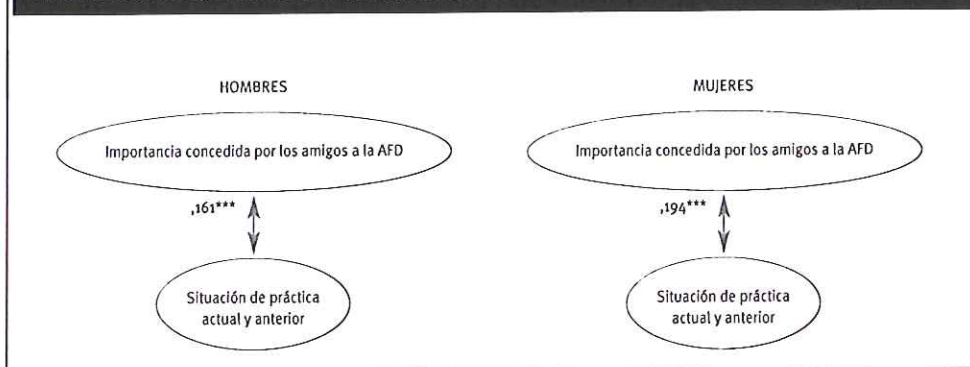 HOMBRES
Importancia concedida por los amigos a la AFD
,161***
Situación de práctica
actual y anterior
MUJERES
Importancia concedida por los amigos a la AFD
,194***
Situación de práctica
actual y anterior